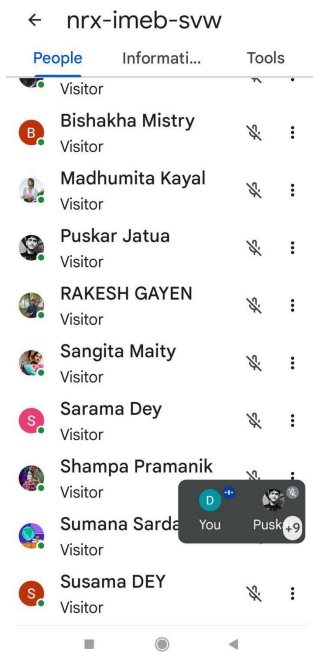 nrx-imeb-svw
People Informati... Tools
Visitor
B Bishakha Mistry
Visitor
Madhumita Kayal
Visitor
Puskar Jatua
Visitor
RAKESH GAYEN
Visitor
Sangita Maity
Visitor
S Sarama Dey
Visitor
Shampa Pramanik
Visitor
Sumana Sarda
Visitor
D
You Pusk +9
S Susama DEY
Visitor